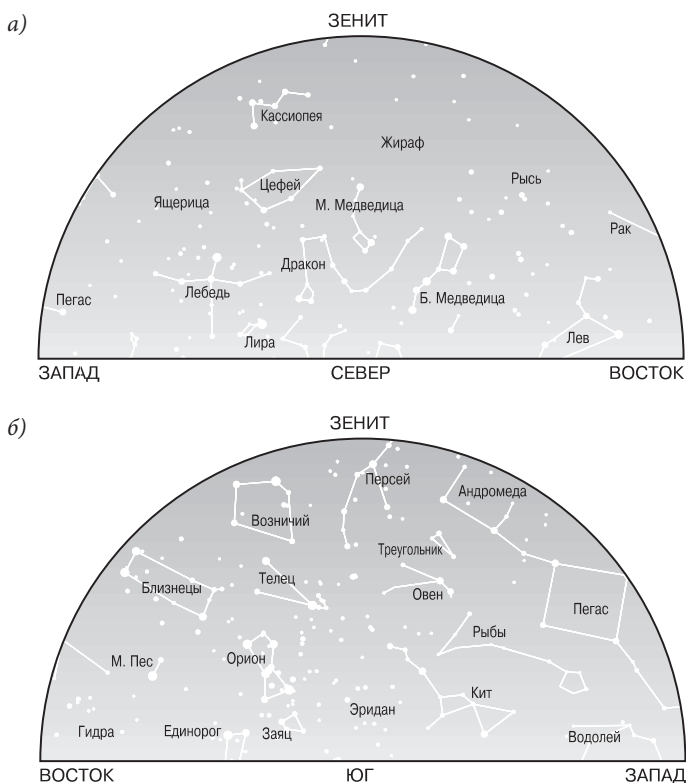 а)
ЗЕНИТ
Кассиопея
Жираф
Рысь
Цефей
Ящерица
М. Медведица
Рак
Дракон
Лебедь
Б. Медведица
Пегас
Лира
Лев
ЗАПАД
СЕВЕР
ВОСТОК
б)
ЗЕНИТ
Персей
Андромеда
Возничий
Треугольник
Близнецы
Телец
Овен
Пегас
Рыбы
М. Пес
Орион
Кит
Эридан
Гидра
Единорог
Заяц
Водолей
ВОСТОК
ЮГ
ЗАПАД